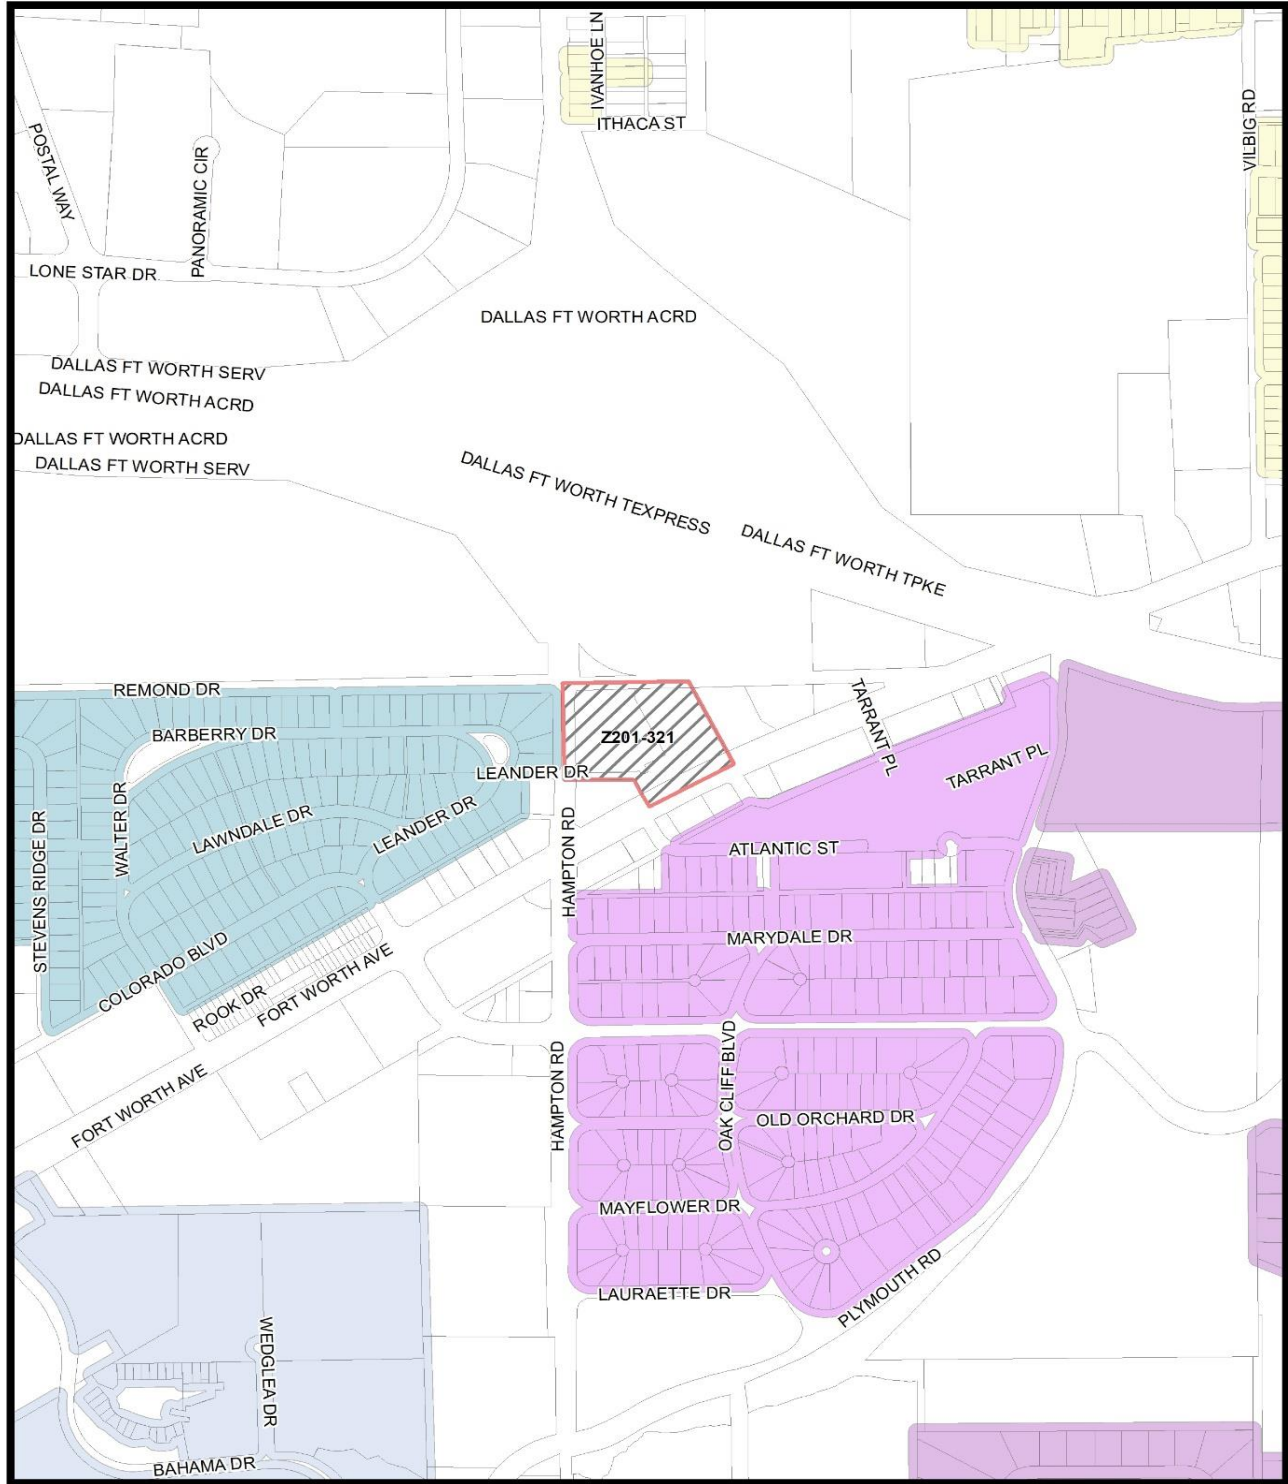 IVANHOE LN
ITHACA ST
VILBIG RD
POSTAL WAY
PANORAMIC CIR
LONE STAR DR
DALLAS FT WORTH ACRD
DALLAS FT WORTH SERV
DALLAS FT WORTH ACRD
DALLAS FT WORTH ACRD
DALLAS FT WORTH SERV
DALLAS FT WORTH TEXPRESS
DALLAS FT WORTH TPKE
REMOND DR
BARBERRY DR
Z201-321
TARRANT PL
TARRANT PL
LEANDER DR
STEVENS RIDGE DR
WALTER DR
LAWNDALE DR
LEANDER DR
HAMPTON RD
ATLANTIC ST
MARYDALE DR
COLORADO BLVD
ROOK DR
FORT WORTH AVE
FORT WORTH AVE
HAMPTON RD
OAK CLIFF BLVD
OLD ORCHARD DR
MAYFLOWER DR
LAURAETTE DR
PLYMOUTH RD
WEDGLEA DR
BAHAMA DR